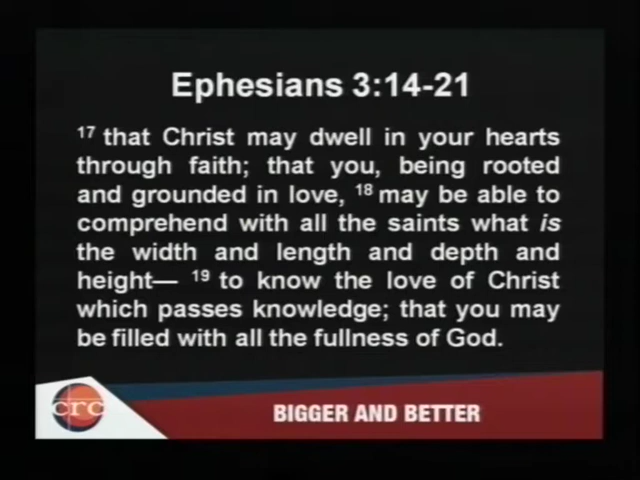 Ephesians 3:14-21
17 that Christ may dwell in your hearts
through faith; that you, being rooted
and grounded in love, 18 may be able to
comprehend with all the saints what is
the width and length and depth and
height— 19 to know the love of Christ
which passes knowledge; that you may
be filled with all the fullness of God.
crc
BIGGER AND BETTER